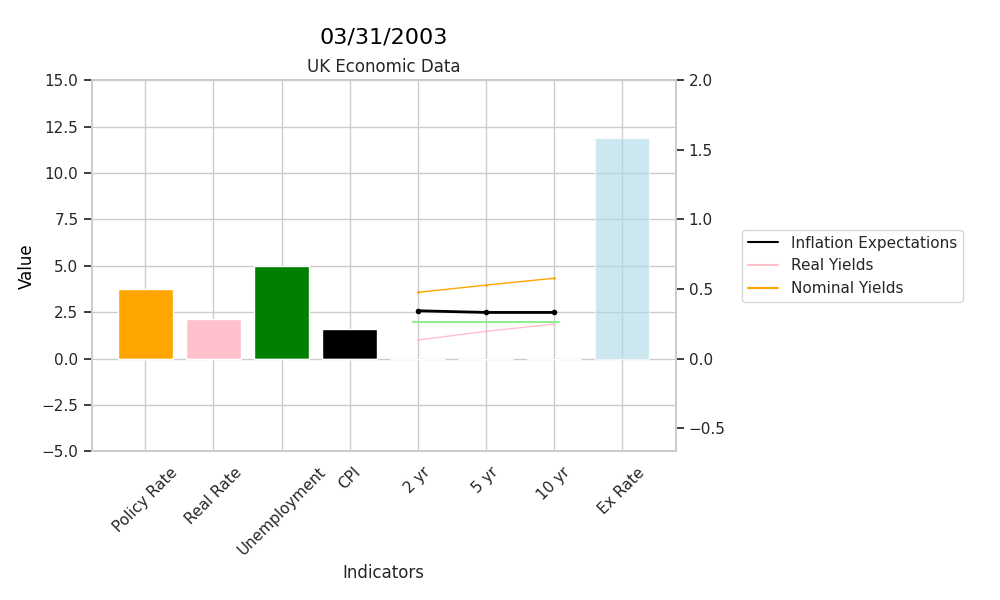 03/31/2003
UK Economic Data
15.0
12.5
10.0
7.5
5.0
2.5
0.0
−2.5
−5.0
Value
2.0
1.5
1.0
0.5
0.0
−0.5
Inflation Expectations
Real Yields
Nominal Yields
Policy Rate
Real Rate
Unemployment
CPI
2 yr
5 yr
10 yr
Ex Rate
Indicators